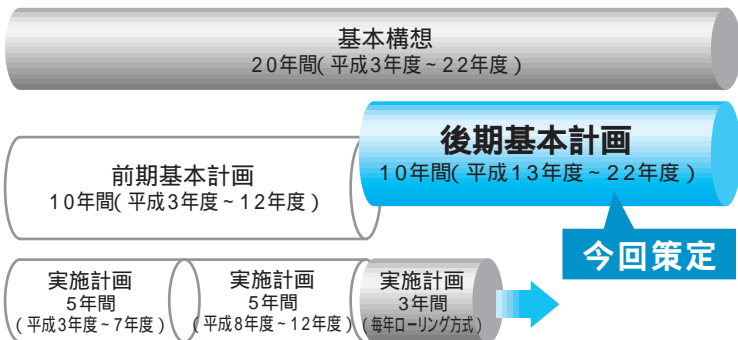 基本構想
20年間(平成3年度~22年度)
後期基本計画
10年間(平成13年度~22年度)
前期基本計画
10年間(平成3年度~12年度)
今回策定
実施計画
5年間
(平成3年度~7年度)
実施計画
5年間
(平成8年度~12年度)
実施計画
3年間
(毎年ローリング方式)